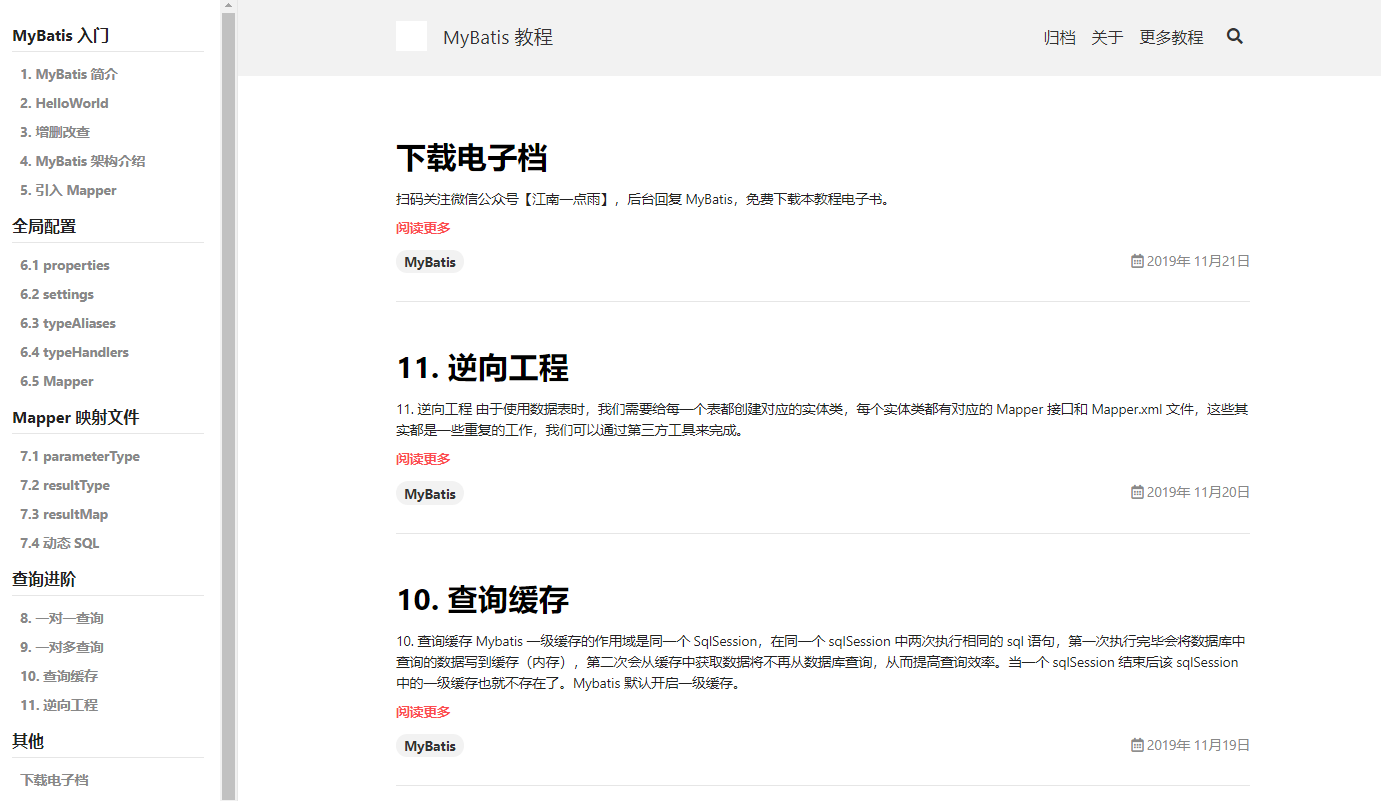 MyBatis 入门
1. MyBatis 简介
2. HelloWorld
3. 增删改查
4. MyBatis 架构介绍
5. 引入 Mapper
全局配置
6.1 properties
6.2 settings
6.3 typeAliases
6.4 typeHandlers
6.5 Mapper
Mapper 映射文件
7.1 parameterType
7.2 resultType
7.3 resultMap
7.4 动态 SQL
查询进阶
8. 一对一查询
9. 一对多查询
10. 查询缓存
11. 逆向工程
其他
下载电子档
MyBatis 教程
归档 关于 更多教程
下载电子档
扫码关注微信公众号【江南一点雨】，后台回复 MyBatis，免费下载本教程电子书。
阅读更多
MyBatis 2019年 11月21日
11. 逆向工程
11. 逆向工程 由于使用数据表时，我们需要给每一个表都创建对应的实体类，每个实体类都有对应的 Mapper 接口和 Mapper.xml 文件，这些其
实都是一些重复的工作，我们可以通过第三方工具来完成。
阅读更多
MyBatis 2019年 11月20日
10. 查询缓存
10. 查询缓存 Mybatis 一级缓存的作用域是同一个 SqlSession，在同一个 sqlSession 中两次执行相同的 sql 语句，第一次执行完毕会将数据库中
查询的数据写到缓存（内存），第二次会从缓存中获取数据将不再从数据库查询，从而提高查询效率。当一个 sqlSession 结束后该 sqlSession
中的一级缓存也就不存在了。Mybatis 默认开启一级缓存。
阅读更多
MyBatis 2019年 11月19日